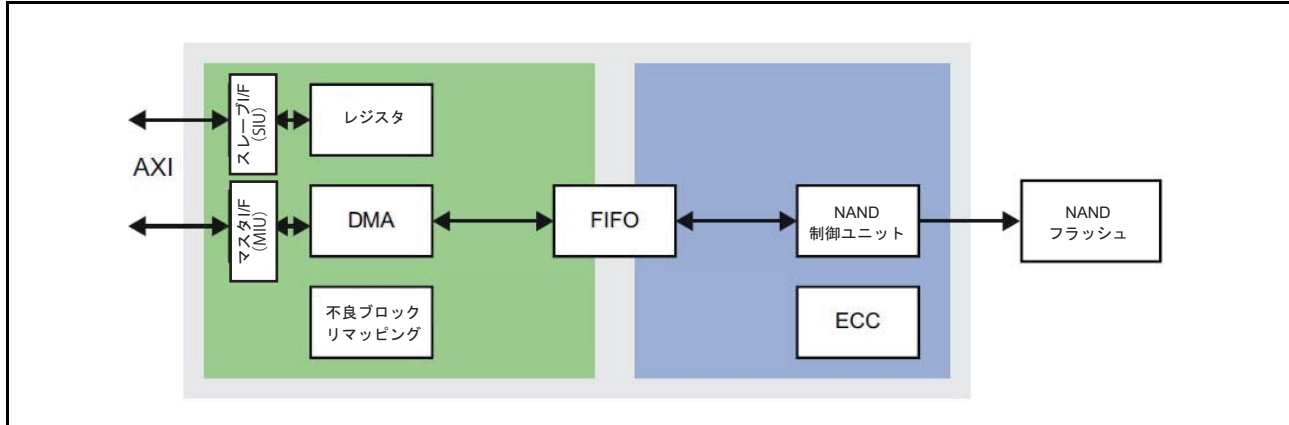 スレーブI/F
(SIU)
レジスタ
AXI
マスタI/F
(MIU)
DMA
FIFO
NAND
制御ユニット
NAND
フラッシュ
不良ブロック
リマッピング
ECC